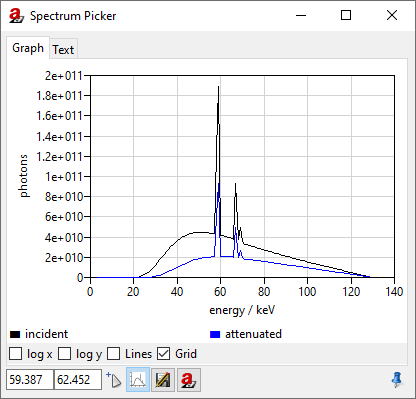 Spectrum Picker
Graph Text
2e+011
1.8e+011
1.6e+011
1.4e+011
1.2e+011
1e+011
8e+010
6e+010
4e+010
2e+010
0
photons
0 20 40 60 80 100 120 140
energy / keV
incident attenuated
log x log y Lines Grid
59.387 62.452